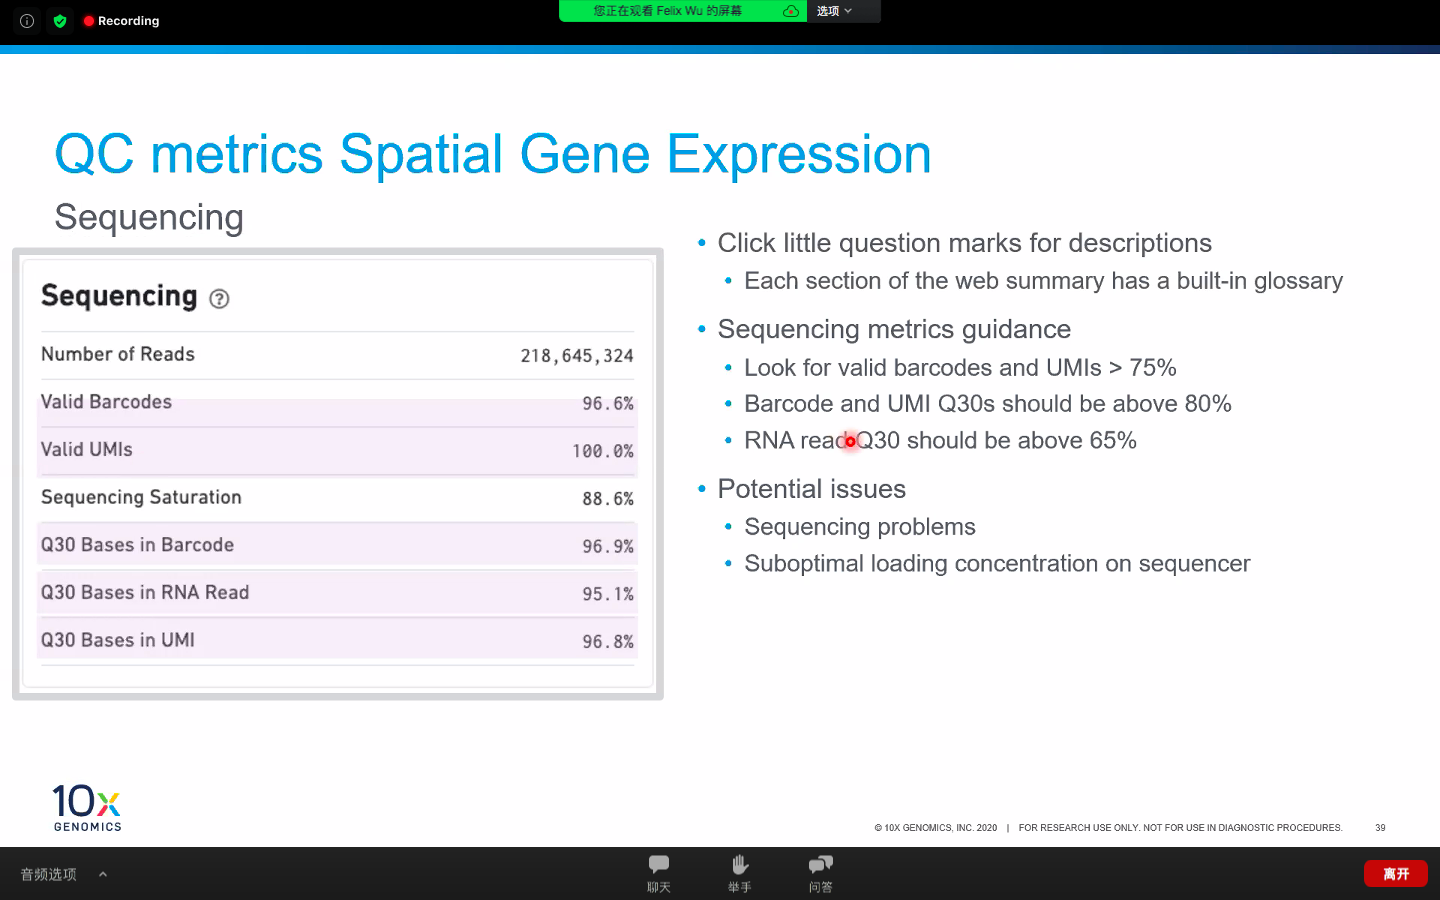 Recording
您正在观看 Felix Wu 的屏幕
选项
QC metrics Spatial Gene Expression
Sequencing
Sequencing ?
Number of Reads 218,645,324
Valid Barcodes 96.6%
Valid UMIs 100.0%
Sequencing Saturation 88.6%
Q30 Bases in Barcode 96.9%
Q30 Bases in RNA Read 95.1%
Q30 Bases in UMI 96.8%
• Click little question marks for descriptions
• Each section of the web summary has a built-in glossary
• Sequencing metrics guidance
• Look for valid barcodes and UMIs > 75%
• Barcode and UMI Q30s should be above 80%
• RNA read Q30 should be above 65%
• Potential issues
• Sequencing problems
• Suboptimal loading concentration on sequencer
10x
GENOMICS
© 10X GENOMICS, INC. 2020 | FOR RESEARCH USE ONLY. NOT FOR USE IN DIAGNOSTIC PROCEDURES. 39
音频选项
聊天
举手
问答
离开